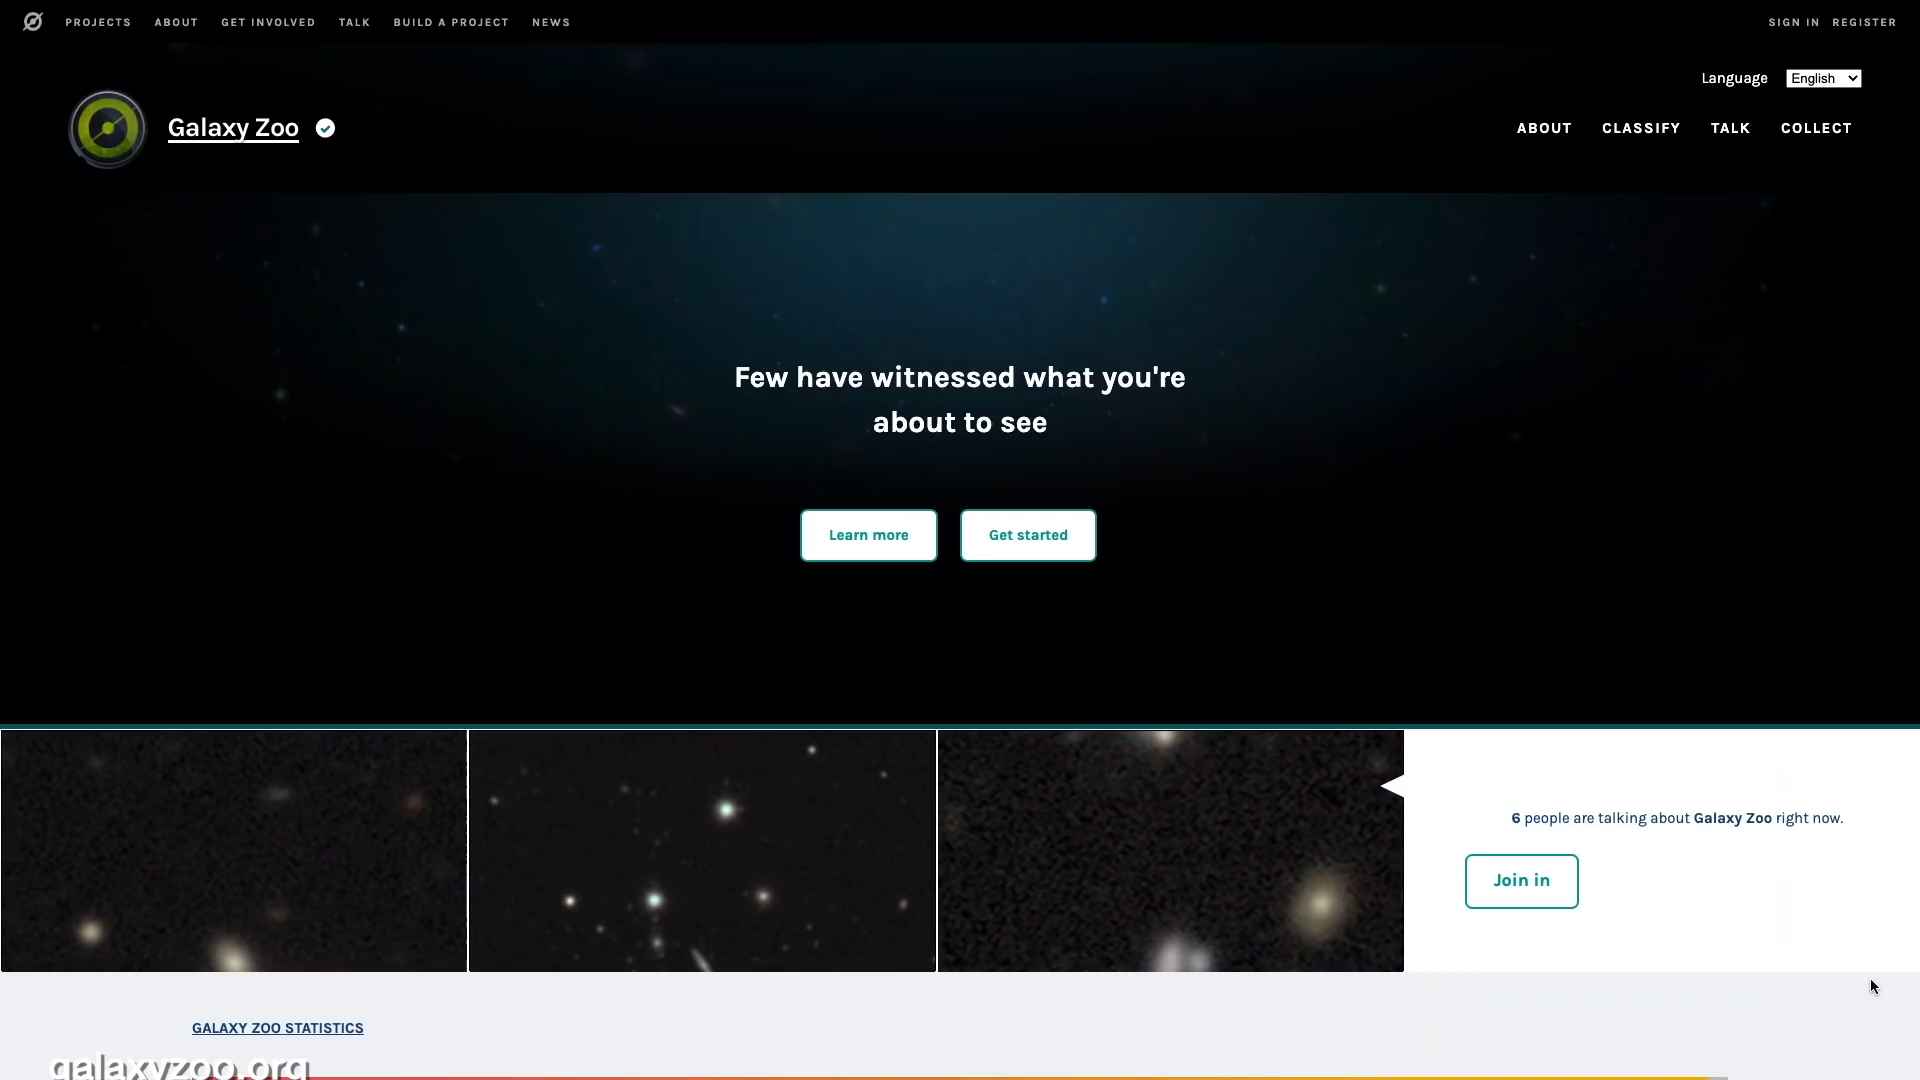 PROJECTS ABOUT GET INVOLVED TALK BUILD A PROJECT NEWS SIGN IN REGISTER
Language English
Galaxy Zoo ABOUT CLASSIFY TALK COLLECT
Few have witnessed what you're
about to see
Learn more Get started
6 people are talking about Galaxy Zoo right now.
Join in
GALAXY ZOO STATISTICS
galaxyzoo.org